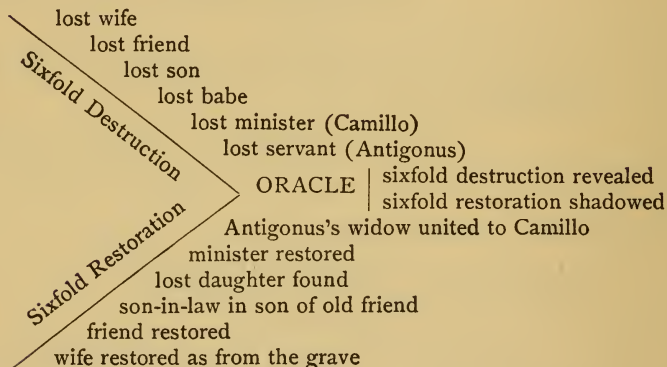 lost wife
lost friend
lost son
lost babe
lost minister (Camillo)
lost servant (Antigonus)
Sixfold Destruction
ORACLE
sixfold destruction revealed
sixfold restoration shadowed
Sixfold Restoration
Antigonus's widow united to Camillo
minister restored
lost daughter found
son-in-law in son of old friend
friend restored
wife restored as from the grave